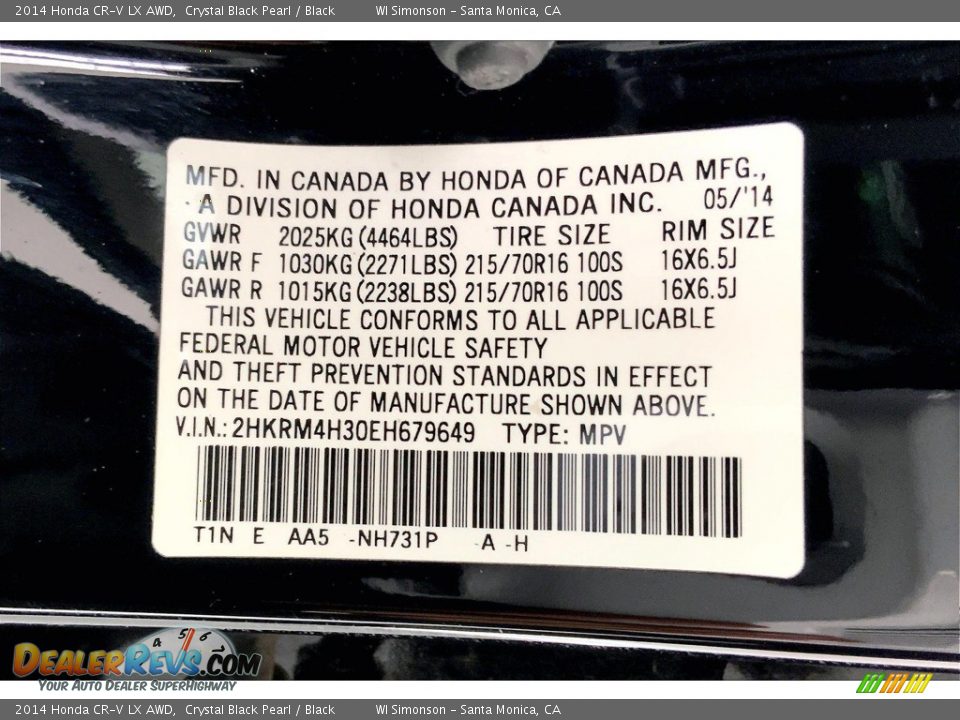 2014 Honda CR-V LX AWD,   Crystal Black Pearl / Black   WI Simonson - Santa Monica, CA
MFD. IN CANADA BY HONDA OF CANADA MFG.,
A DIVISION OF HONDA CANADA INC.   05/'14
GVWR   2025KG (4464LBS)   TIRE SIZE   RIM SIZE
GAWR F   1030KG (2271LBS) 215/70R16 100S   16X6.5J
GAWR R   1015KG (2238LBS) 215/70R16 100S   16X6.5J
THIS VEHICLE CONFORMS TO ALL APPLICABLE
FEDERAL MOTOR VEHICLE SAFETY
AND THEFT PREVENTION STANDARDS IN EFFECT
ON THE DATE OF MANUFACTURE SHOWN ABOVE.
V.I.N.: 2HKRM4H30EH679649   TYPE: MPV
T1N   E   AA5   -NH731P   -A -H
4 5 6
DEALERREVS.COM
YOUR AUTO DEALER SUPERHIGHWAY
2014 Honda CR-V LX AWD,   Crystal Black Pearl / Black   WI Simonson - Santa Monica, CA